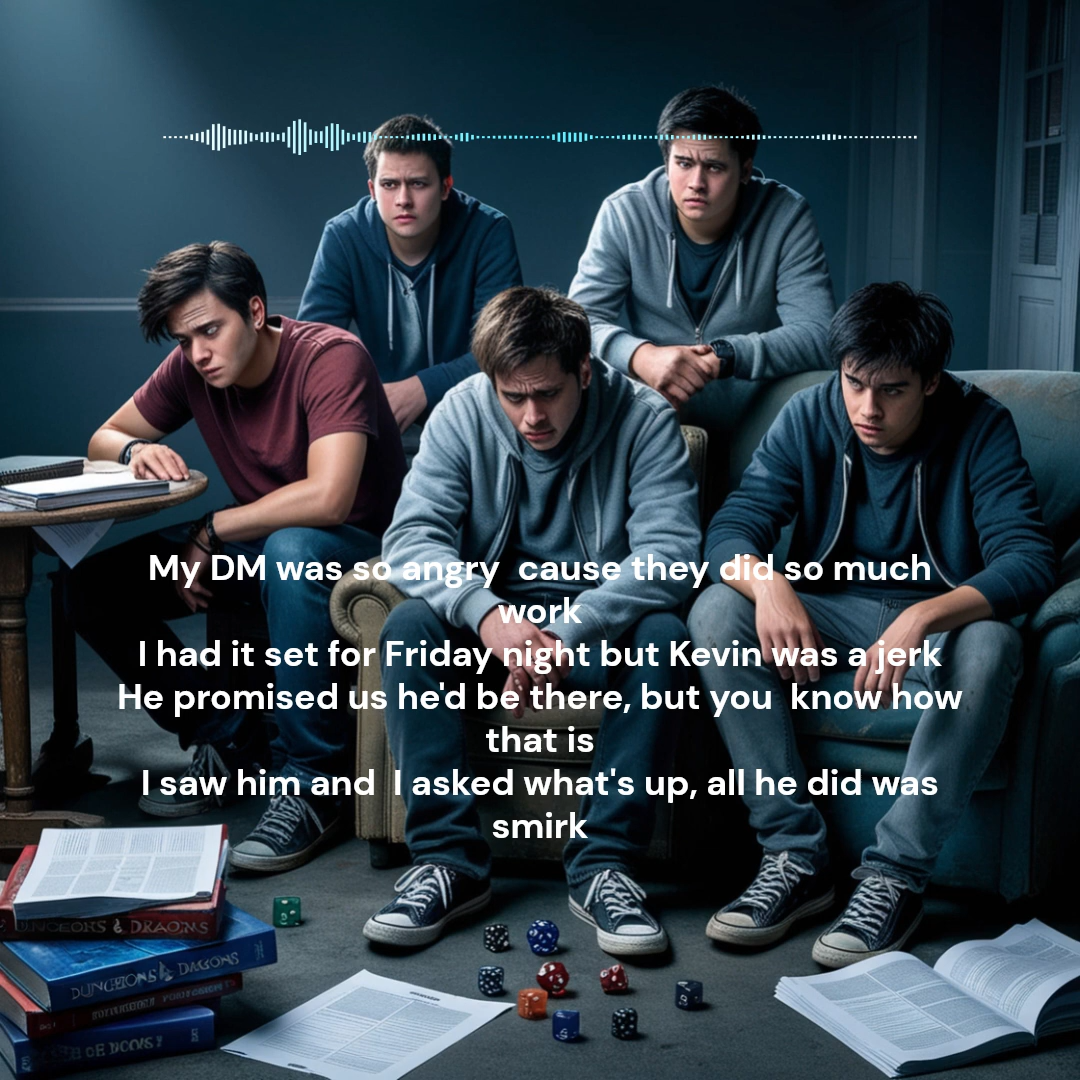 My DM was so angry  cause they did so much
work
I had it set for Friday night but Kevin was a jerk
He promised us he'd be there, but you  know how
that is
I saw him and  I asked what's up, all he did was
smirk